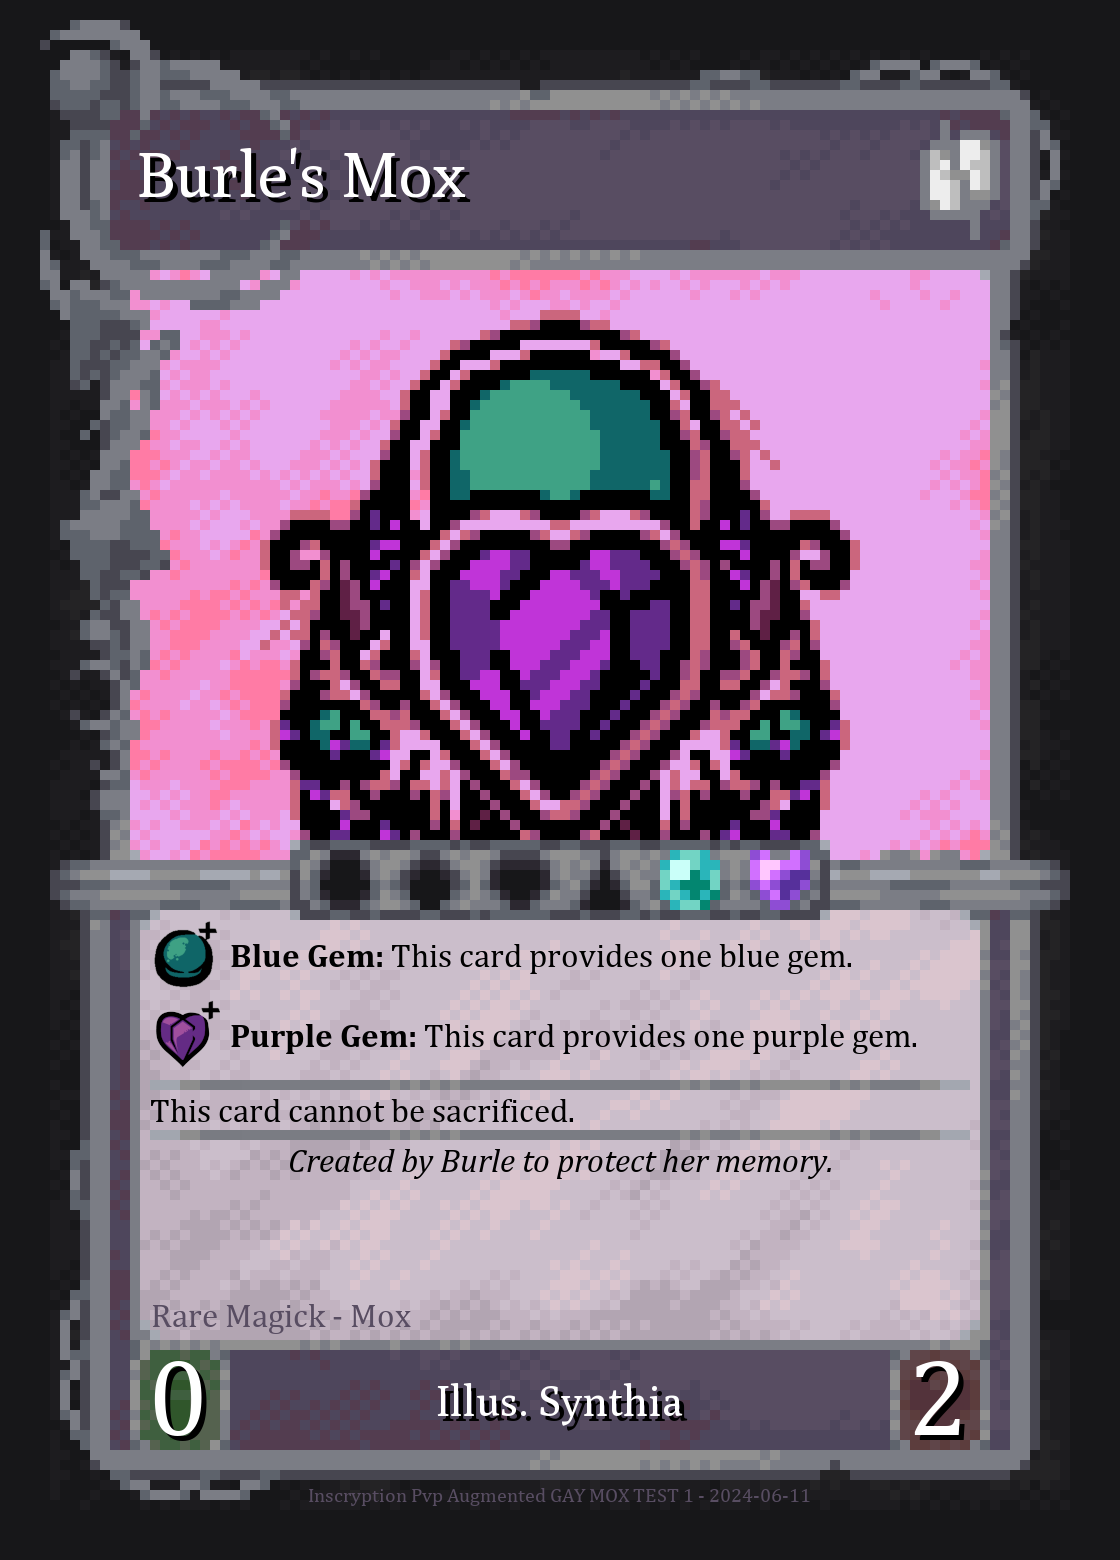 Burle's Mox
Blue Gem: This card provides one blue gem.
Purple Gem: This card provides one purple gem.
This card cannot be sacrificed.
Created by Burle to protect her memory.
Rare Magick - Mox
0
Illus. Synthia
2
Inscryption Pvp Augmented GAY MOX TEST 1 - 2024-06-11